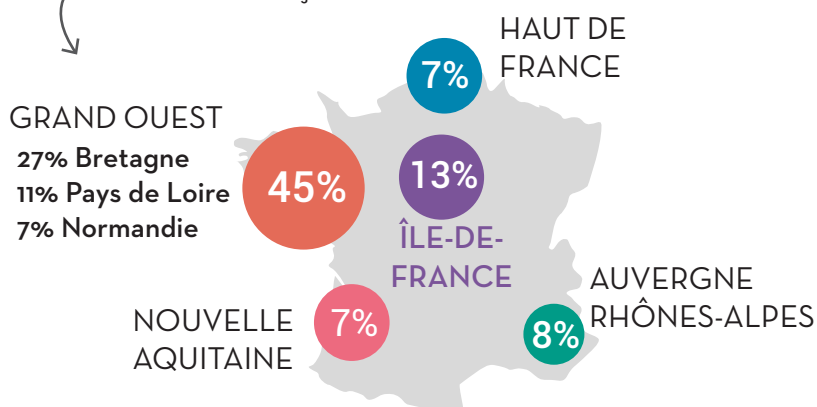 HAUT DE
FRANCE
7%
GRAND OUEST
27% Bretagne
11% Pays de Loire
7% Normandie
45%
13%
ÎLE-DE-
FRANCE
NOUVELLE
AQUITAINE
7%
AUVERGNE
RHÔNES-ALPES
8%